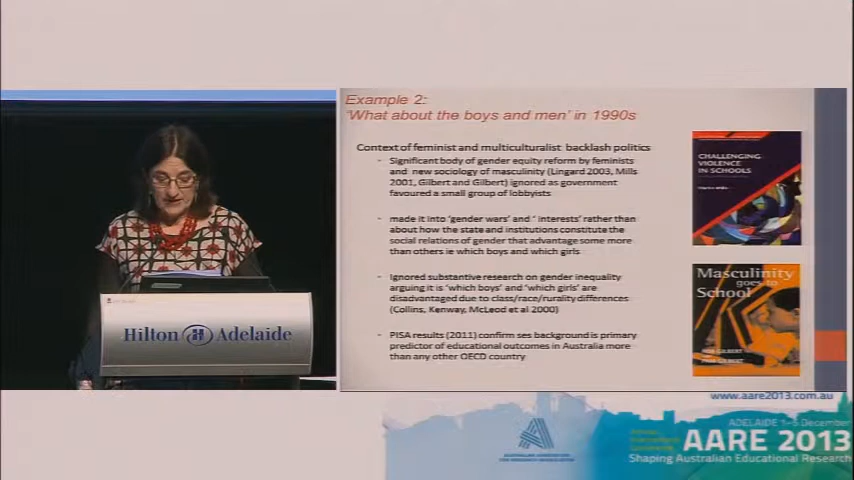 Example 2:
'What about the boys and men' in 1990s
Context of feminist and multiculturalist backlash politics
- Significant body of gender equity reform by feminists
and new sociology of masculinity (Lingard 2003, Mills
2001, Gilbert and Gilbert) ignored as government
favoured a small group of lobbyists
- made it into 'gender wars' and ' interests' rather than
about how the state and institutions constitute the
social relations of gender that advantage some more
than others ie which boys and which girls
- Ignored substantive research on gender inequality
arguing it is 'which boys' and 'which girls' are
disadvantaged due to class/race/rurality differences
(Collins, Kenway, McLeod et al 2000)
- PISA results (2011) confirm ses background is primary
predictor of educational outcomes in Australia more
than any other OECD country
CHALLENGING
VIOLENCE
IN SCHOOLS
Masculinity
goes to
School
Hilton Adelaide
www.aare2013.com.au
ADELAIDE 1-5 December
AARE 2013
Shaping Australian Educational Research